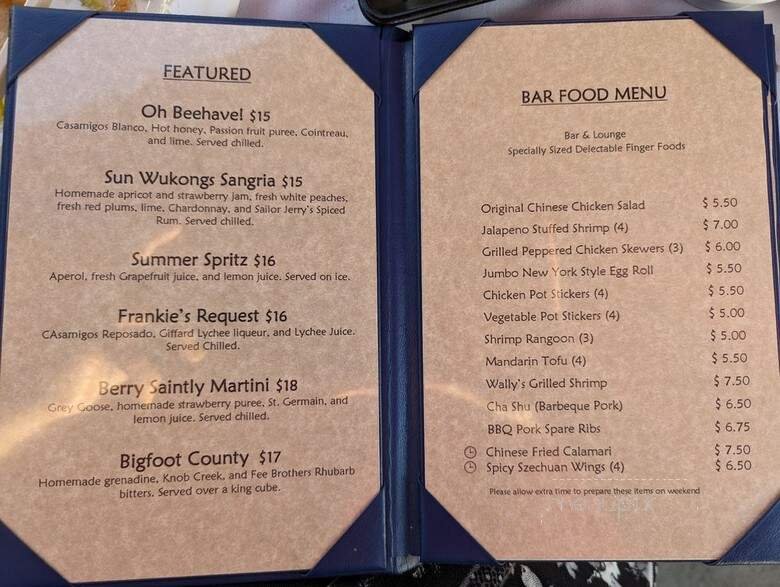 FEATURED
Oh Beehave! $15
Casamigos Blanco, Hot honey, Passion fruit puree, Cointreau,
and lime. Served chilled.
Sun Wukongs Sangria $15
Homemade apricot and strawberry jam, fresh white peaches,
fresh red plums, lime, Chardonnay, and Sailor Jerry's Spiced
Rum. Served chilled.
Summer Spritz $16
Aperol, fresh Grapefruit juice, and lemon juice. Served on ice.
Frankie's Request $16
CAsamigos Reposado, Giffard Lychee liqueur, and Lychee Juice.
Served Chilled.
Berry Saintly Martini $18
Grey Goose, homemade strawberry puree, St. Germain, and
lemon juice. Served chilled.
Bigfoot County $17
Homemade grenadine, Knob Creek, and Fee Brothers Rhubarb
bitters. Served over a king cube.
BAR FOOD MENU
Bar & Lounge
Specially Sized Delectable Finger Foods
Original Chinese Chicken Salad $ 5.50
Jalapeno Stuffed Shrimp (4) $ 7.00
Grilled Peppered Chicken Skewers (3) $ 6.00
Jumbo New York Style Egg Roll $ 5.50
Chicken Pot Stickers (4) $ 5.50
Vegetable Pot Stickers (4) $ 5.00
Shrimp Rangoon (3) $ 5.00
Mandarin Tofu (4) $ 5.50
Wally's Grilled Shrimp $ 7.50
Cha Shu (Barbeque Pork) $ 6.50
BBQ Pork Spare Ribs $ 6.75
Chinese Fried Calamari $ 7.50
Spicy Szechuan Wings (4) $ 6.50
Please allow extra time to prepare these items on weekend